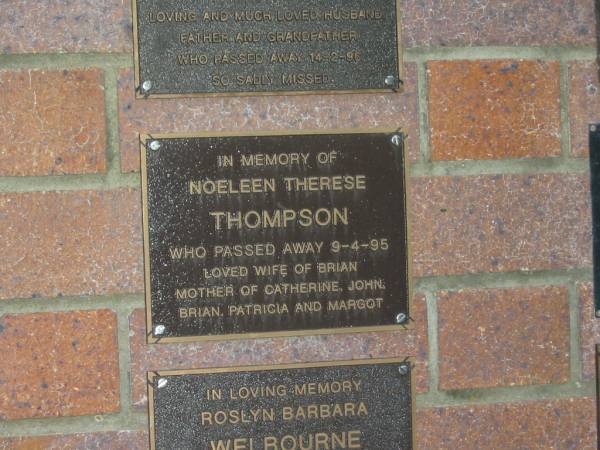 LOVING AND MUCH LOVED HUSBAND
FATHER AND GRANDFATHER
WHO PASSED AWAY 14-2-96
SO SADLY MISSED.
IN MEMORY OF
NOELEEN THERESE
THOMPSON
WHO PASSED AWAY 9-4-95
LOVED WIFE OF BRIAN
MOTHER OF CATHERINE, JOHN,
BRIAN, PATRICIA AND MARGOT
IN LOVING MEMORY
ROSLYN BARBARA
WELBOURNE